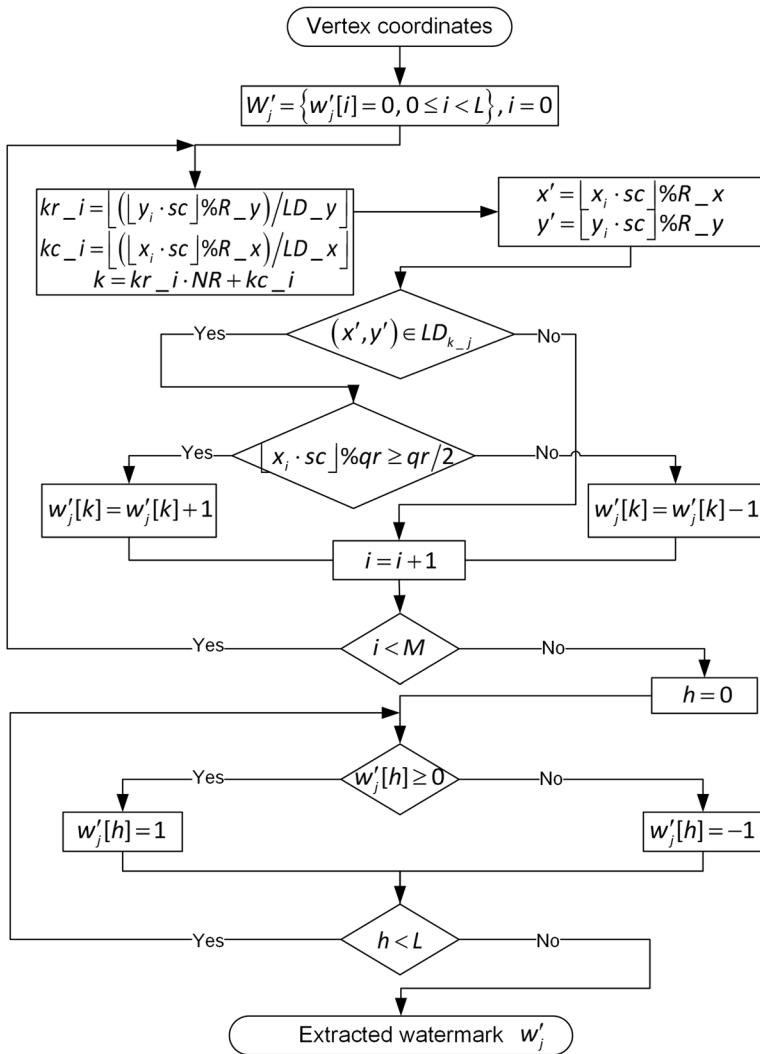 Vertex coordinates
W′_j = {w′_j[i] = 0, 0 ≤ i < L}, i = 0
kr_i = ⌊(⌊y_i · sc⌋%R_y)/LD_y⌋
kc_i = ⌊(⌊x_i · sc⌋%R_x)/LD_x⌋
k = kr_i · NR + kc_i
x′ = ⌊x_i · sc⌋%R_x
y′ = ⌊y_i · sc⌋%R_y
Yes
(x′, y′) ∈ LD_{k_j}
No
Yes
⌊x_i · sc⌋%qr ≥ qr/2
No
w′_j[k] = w′_j[k] + 1
w′_j[k] = w′_j[k] − 1
i = i + 1
Yes
i < M
No
h = 0
Yes
w′_j[h] ≥ 0
No
w′_j[h] = 1
w′_j[h] = −1
Yes
h < L
No
Extracted watermark w′_j